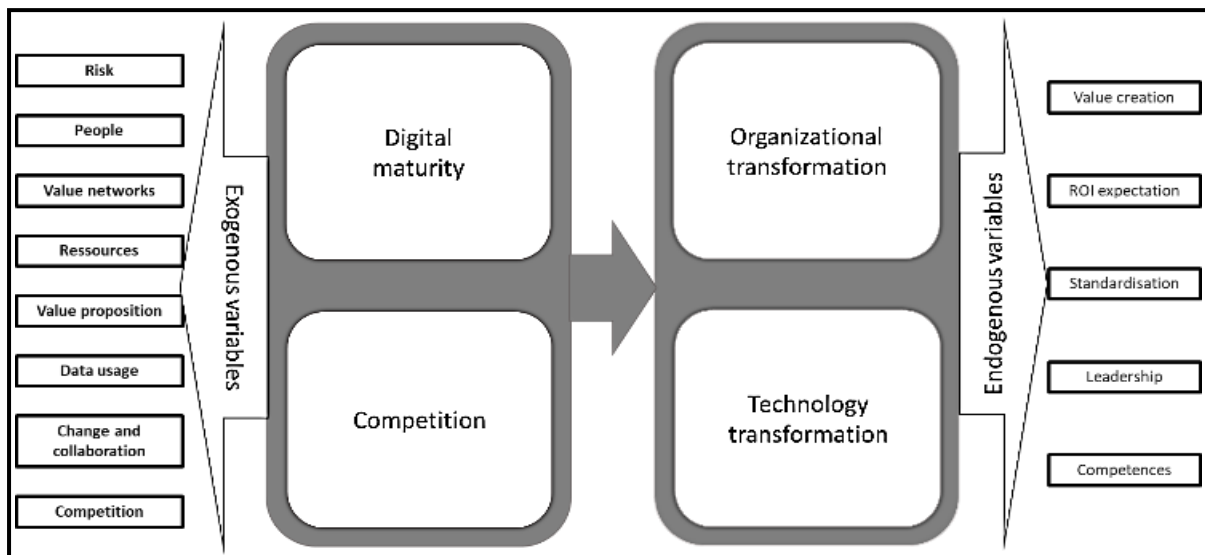 Risk
People
Value networks
Ressources
Value proposition
Data usage
Change and
collaboration
Competition
Exogenous variables
Digital
maturity
Competition
Organizational
transformation
Technology
transformation
Endogenous variables
Value creation
ROI expectation
Standardisation
Leadership
Competences